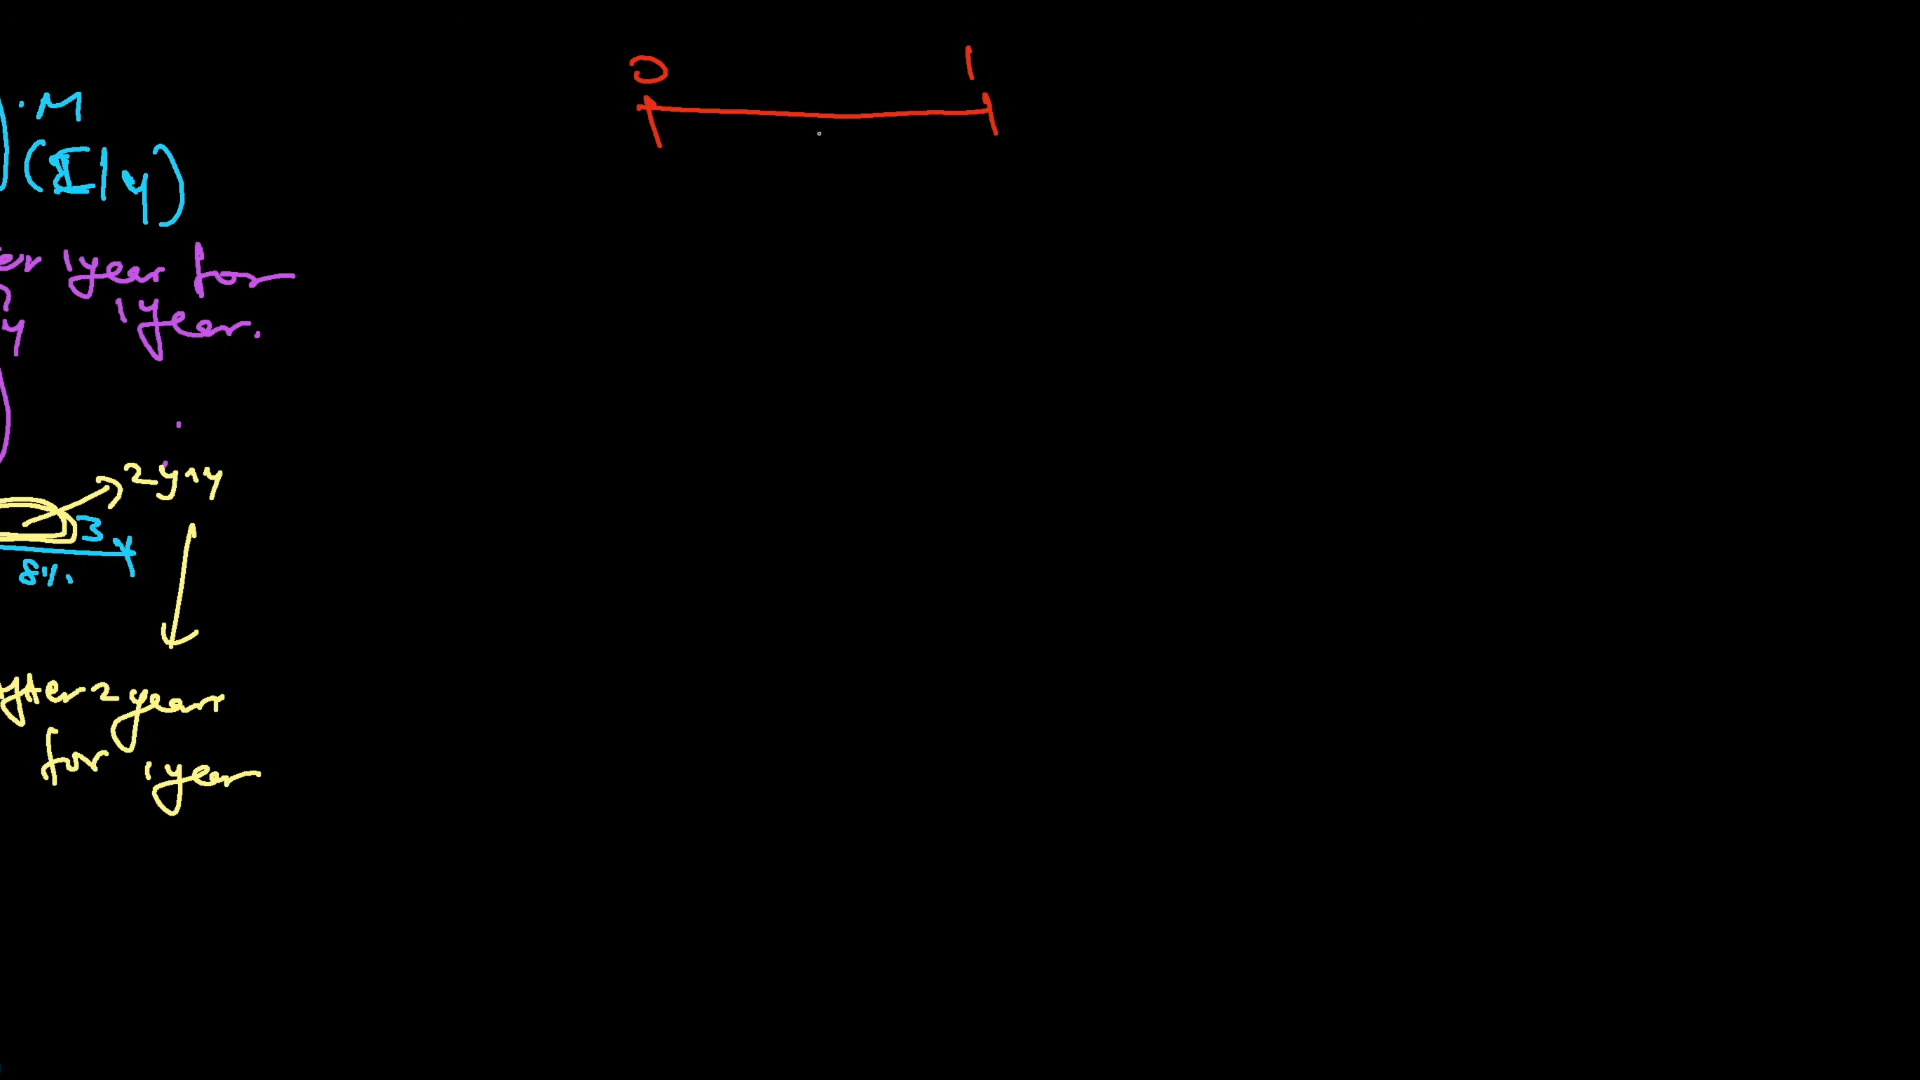 0 1
. M
(I/y)
er 1year for
y 1year.
2y1y
3
8%.
after 2 years
for 1year